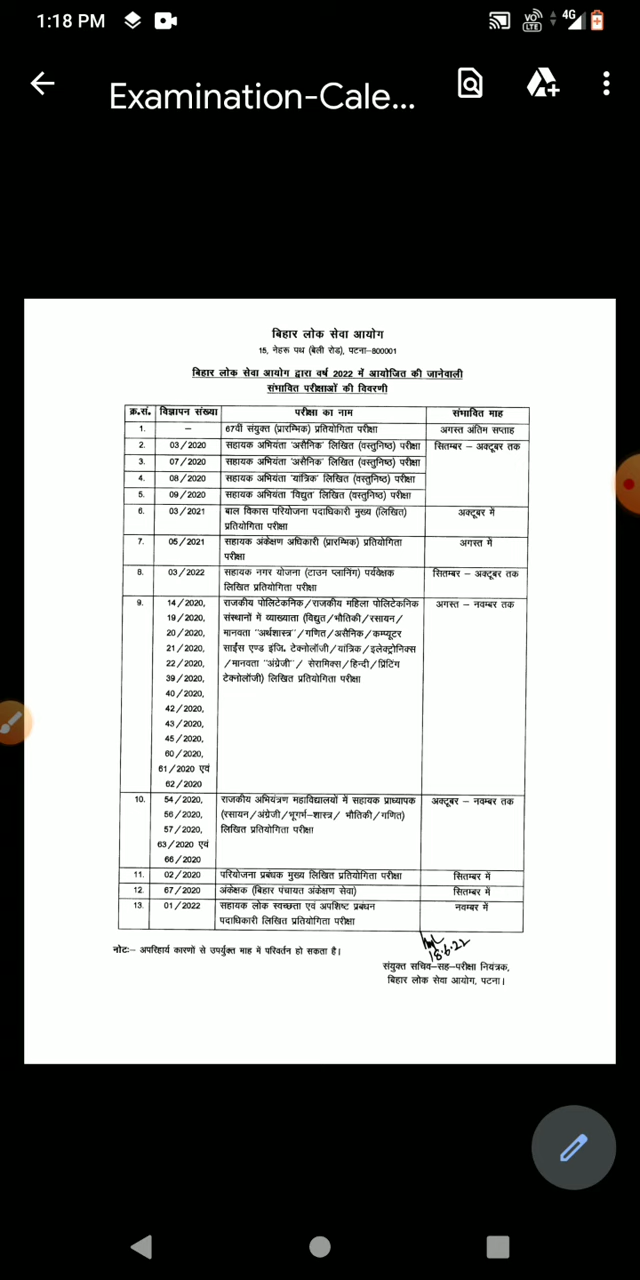 1:18 PM
VO
LTE
4G
Examination-Cale...
बिहार लोक सेवा आयोग
15, नेहरू पथ (बेली रोड), पटना–800001
बिहार लोक सेवा आयोग द्वारा वर्ष 2022 में आयोजित की जानेवाली
संभावित परीक्षाओं की विवरणी
क्र.सं. विज्ञापन संख्या परीक्षा का नाम संभावित माह
1. – 67वीं संयुक्त (प्रारम्भिक) प्रतियोगिता परीक्षा अगस्त अंतिम सप्ताह
2. 03/2020 सहायक अभियंता 'असैनिक' लिखित (वस्तुनिष्ठ) परीक्षा सितम्बर – अक्टूबर तक
3. 07/2020 सहायक अभियंता 'असैनिक' लिखित (वस्तुनिष्ठ) परीक्षा
4. 08/2020 सहायक अभियंता 'यांत्रिक' लिखित (वस्तुनिष्ठ) परीक्षा
5. 09/2020 सहायक अभियंता 'विद्युत' लिखित (वस्तुनिष्ठ) परीक्षा
6. 03/2021 बाल विकास परियोजना पदाधिकारी मुख्य (लिखित) अक्टूबर में
प्रतियोगिता परीक्षा
7. 05/2021 सहायक अंकेक्षण अधिकारी (प्रारम्भिक) प्रतियोगिता अगस्त में
परीक्षा
8. 03/2022 सहायक नगर योजना (टाउन प्लानिंग) पर्यवेक्षक सितम्बर – अक्टूबर तक
लिखित प्रतियोगिता परीक्षा
9. 14/2020, राजकीय पोलिटेकनिक/राजकीय महिला पोलिटेकनिक अगस्त – नवम्बर तक
19/2020, संस्थानों में व्याख्याता (विद्युत/भौतिकी/रसायन/
20/2020, मानवता "अर्थशास्त्र"/गणित/असैनिक/कम्प्यूटर
21/2020, साईंस एण्ड इंजि. टेक्नोलॉजी/यांत्रिक/इलेक्ट्रोनिक्स
22/2020, /मानवता "अंग्रेजी"/ सेरामिक्स/हिन्दी/प्रिटिंग
39/2020, टेक्नोलॉजी) लिखित प्रतियोगिता परीक्षा
40/2020,
42/2020,
43/2020,
45/2020,
60/2020,
61/2020 एवं
62/2020
10. 54/2020, राजकीय अभियंत्रण महाविद्यालयों में सहायक प्राध्यापक अक्टूबर – नवम्बर तक
56/2020, (रसायन/अंग्रेजी/भूगर्भ-शास्त्र/ भौतिकी/गणित)
57/2020, लिखित प्रतियोगिता परीक्षा
63/2020 एवं
66/2020
11. 02/2020 परियोजना प्रबंधक मुख्य लिखित प्रतियोगिता परीक्षा सितम्बर में
12. 67/2020 अंकेक्षक (बिहार पंचायत अंकेक्षण सेवा) सितम्बर में
13. 01/2022 सहायक लोक स्वच्छता एवं अपशिष्ट प्रबंधन नवम्बर में
पदाधिकारी लिखित प्रतियोगिता परीक्षा
18.6.22
नोटः– अपरिहार्य कारणों से उपर्युक्त माह में परिवर्तन हो सकता है।
संयुक्त सचिव–सह–परीक्षा नियंत्रक,
बिहार लोक सेवा आयोग, पटना।